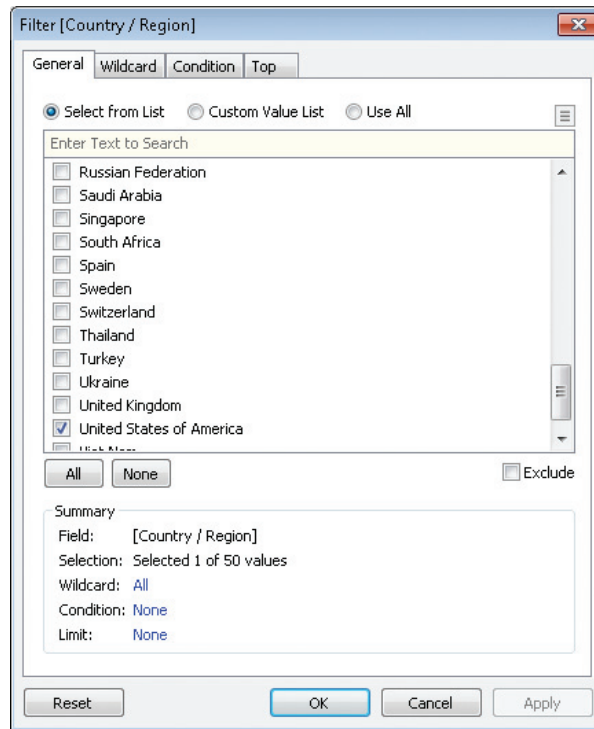 Filter [Country / Region]
General Wildcard Condition Top
Select from List Custom Value List Use All
Enter Text to Search
Russian Federation
Saudi Arabia
Singapore
South Africa
Spain
Sweden
Switzerland
Thailand
Turkey
Ukraine
United Kingdom
United States of America
All None Exclude
Summary
Field: [Country / Region]
Selection: Selected 1 of 50 values
Wildcard: All
Condition: None
Limit: None
Reset OK Cancel Apply